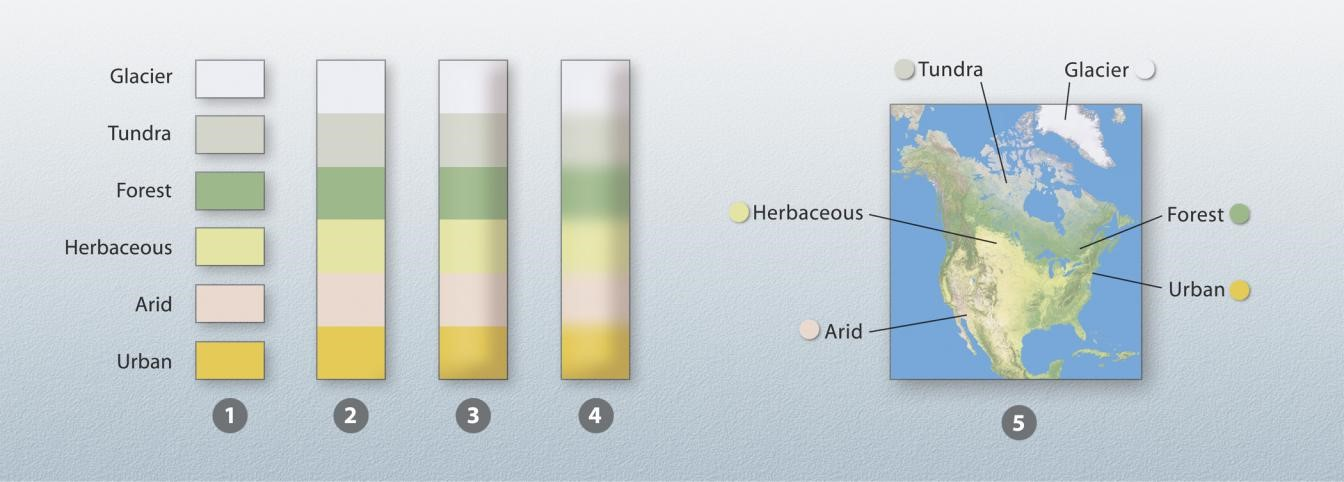 Glacier
Tundra
Forest
Herbaceous
Arid
Urban
1
2
3
4
Tundra
Glacier
Herbaceous
Forest
Urban
Arid
5